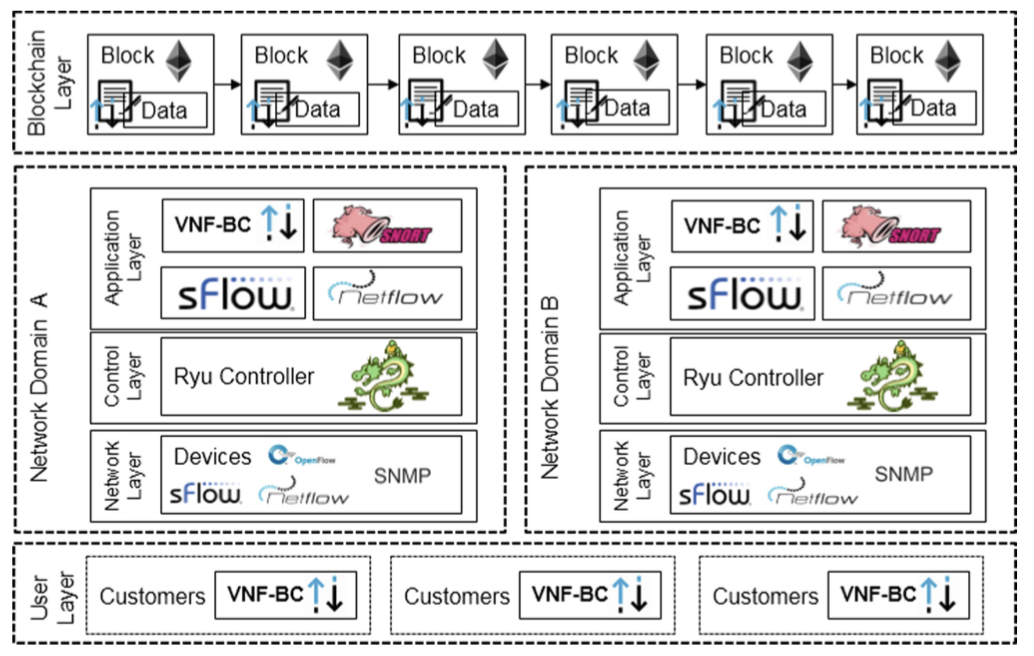 Blockchain
Layer
Block
Data
Block
Data
Block
Data
Block
Data
Block
Data
Block
Data
Network Domain A
Application
Layer
VNF-BC
SNORT
sFlow
netflow
Control
Layer
Ryu Controller
Network
Layer
Devices
OpenFlow
SNMP
sFlow
netflow
Network Domain B
Application
Layer
VNF-BC
SNORT
sFlow
netflow
Control
Layer
Ryu Controller
Network
Layer
Devices
OpenFlow
SNMP
sFlow
netflow
User
Layer
Customers
VNF-BC
Customers
VNF-BC
Customers
VNF-BC